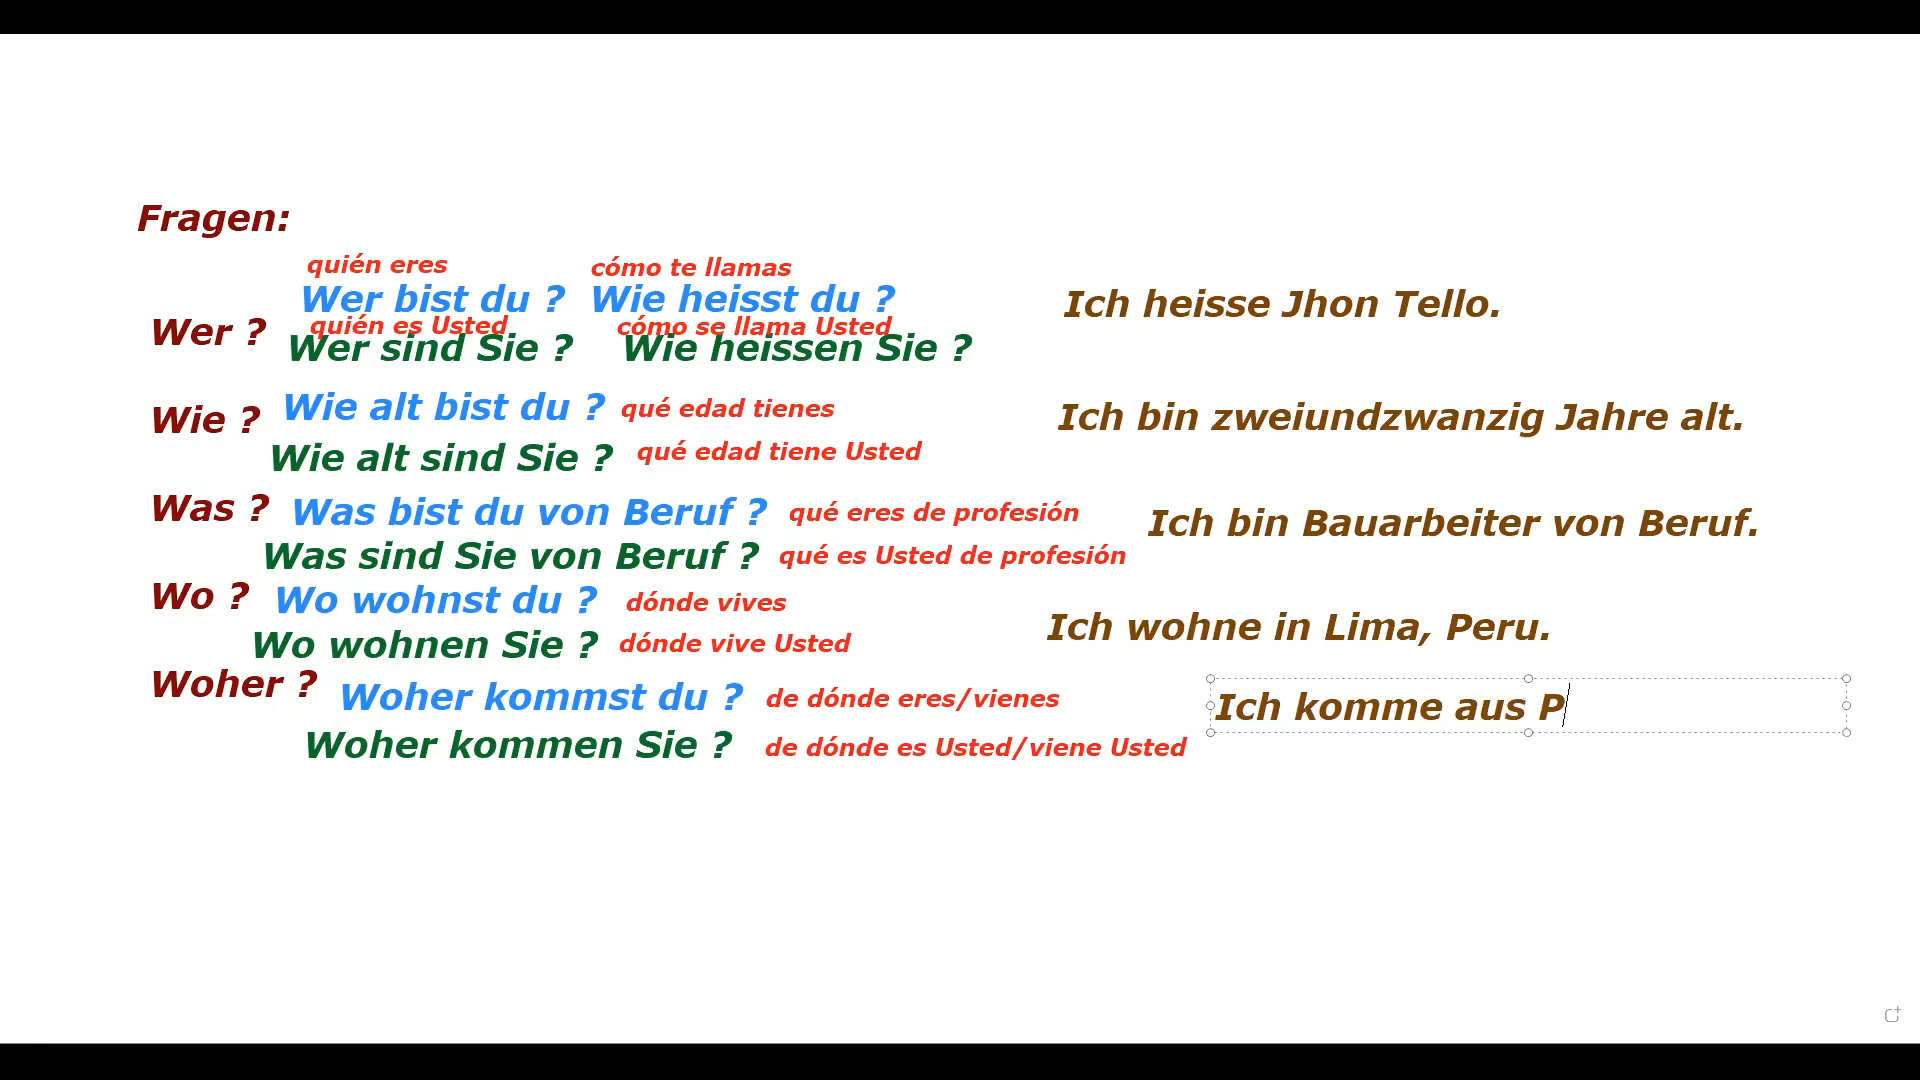 Fragen:
quién eres cómo te llamas
Wer bist du ? Wie heisst du ? Ich heisse Jhon Tello.
Wer ? quién es Usted cómo se llama Usted
Wer sind Sie ? Wie heissen Sie ?
Wie ? Wie alt bist du ? qué edad tienes Ich bin zweiundzwanzig Jahre alt.
Wie alt sind Sie ? qué edad tiene Usted
Was ? Was bist du von Beruf ? qué eres de profesión Ich bin Bauarbeiter von Beruf.
Was sind Sie von Beruf ? qué es Usted de profesión
Wo ? Wo wohnst du ? dónde vives Ich wohne in Lima, Peru.
Wo wohnen Sie ? dónde vive Usted
Woher ? Woher kommst du ? de dónde eres/vienes Ich komme aus P
Woher kommen Sie ? de dónde es Usted/viene Usted